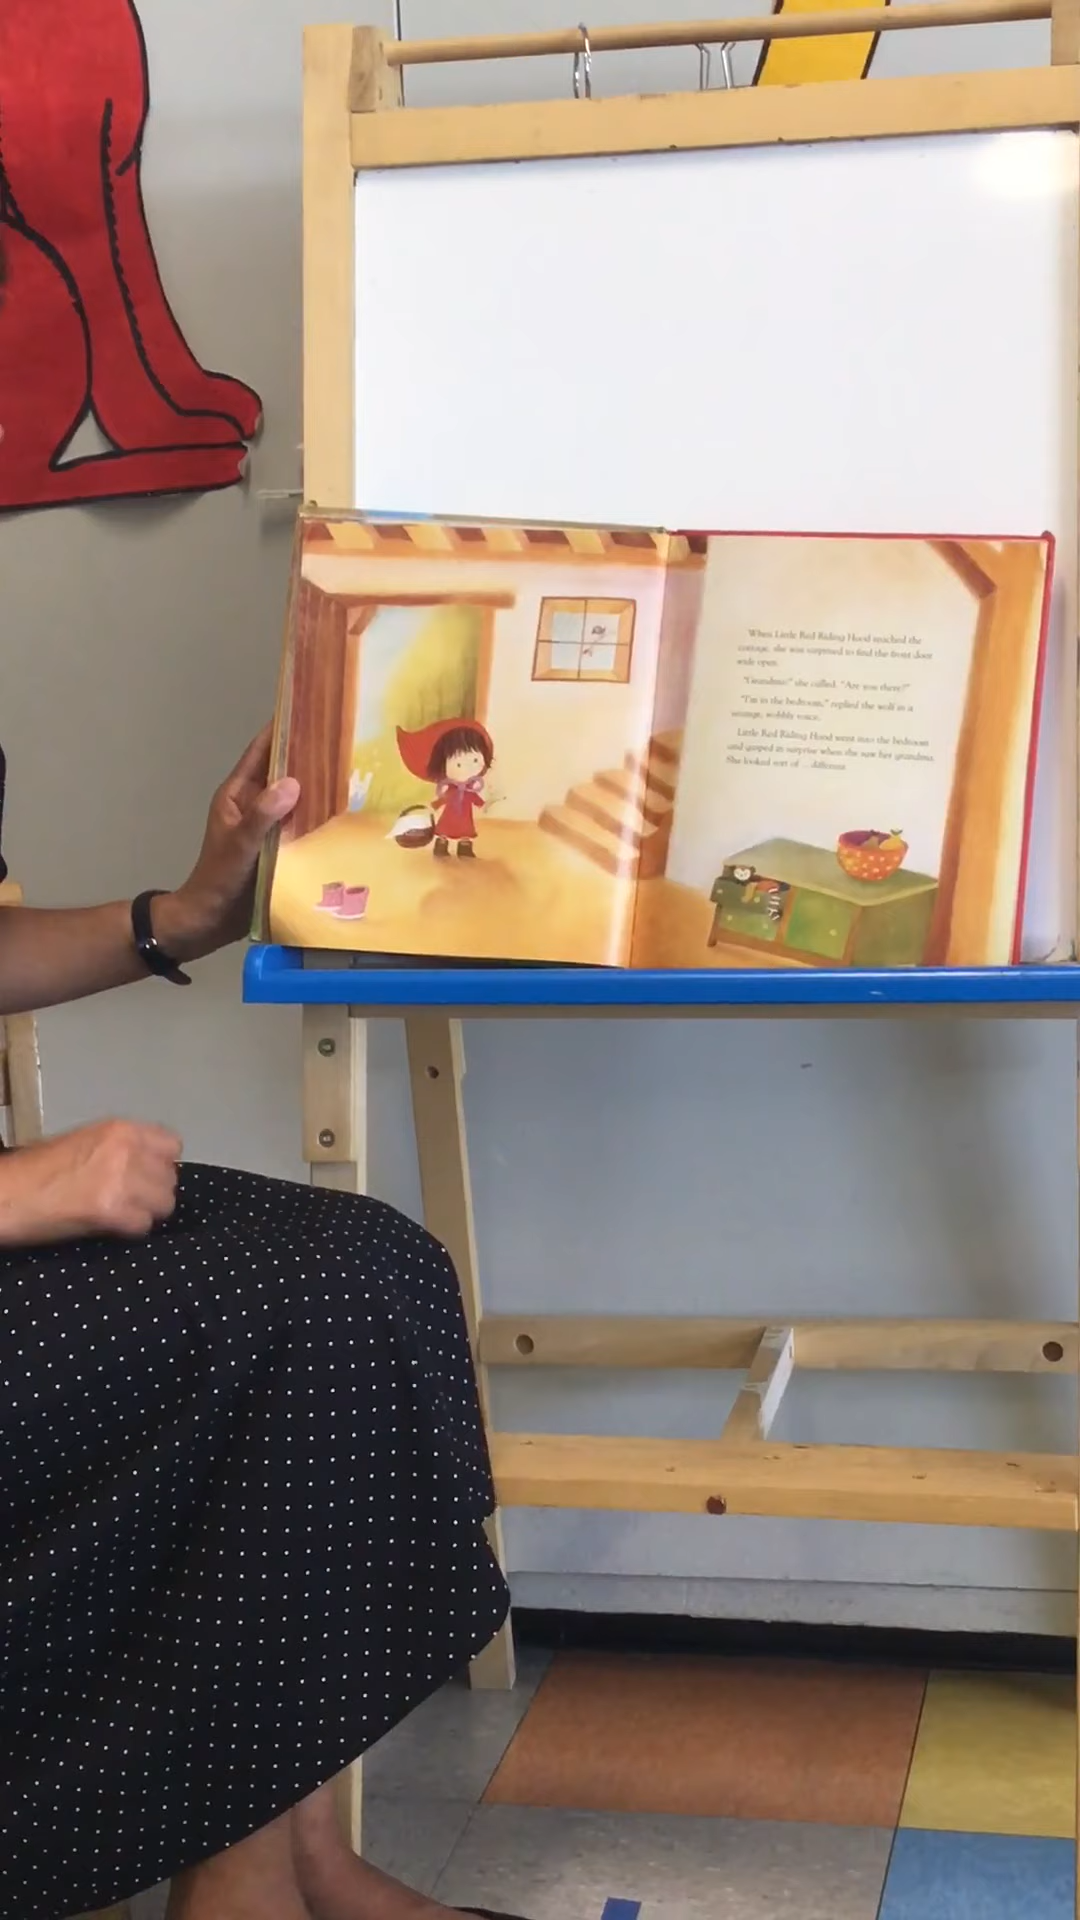 When Little Red Riding Hood reached the
cottage, she was surprised to find the front door
wide open.
"Grandma?" she called. "Are you there?"
"I'm in the bedroom," replied the wolf in a
strange, wobbly voice.
Little Red Riding Hood went into the bedroom
and gasped in surprise when she saw her grandma.
She looked sort of ... different.